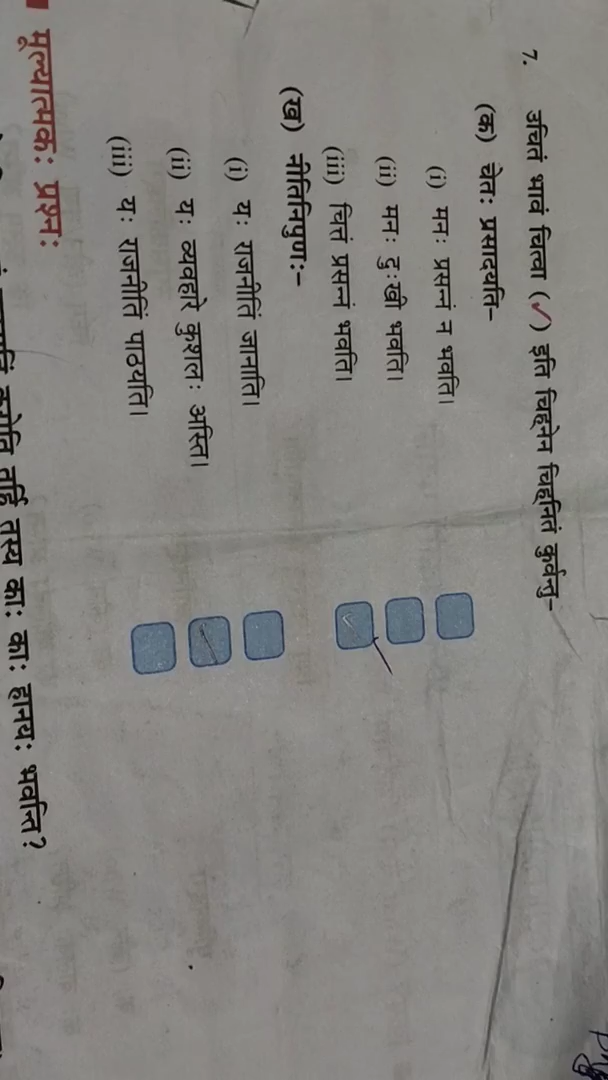 7. उचितं भावं चित्वा (✓) इति चिह्नेन चिह्नितं कुर्वन्तु-
(क) चेतः प्रसादयति-
(i) मनः प्रसन्नं न भवति।
(ii) मनः दुःखी भवति।
(iii) चित्तं प्रसन्नं भवति।
(ख) नीतिनिपुणः-
(i) यः राजनीतिं जानाति।
(ii) यः व्यवहारे कुशलः अस्ति।
(iii) यः राजनीतिं पाठयति।
मूल्यात्मकः प्रश्नः
करोति तर्हि तस्य काः काः हानयः भवन्ति?